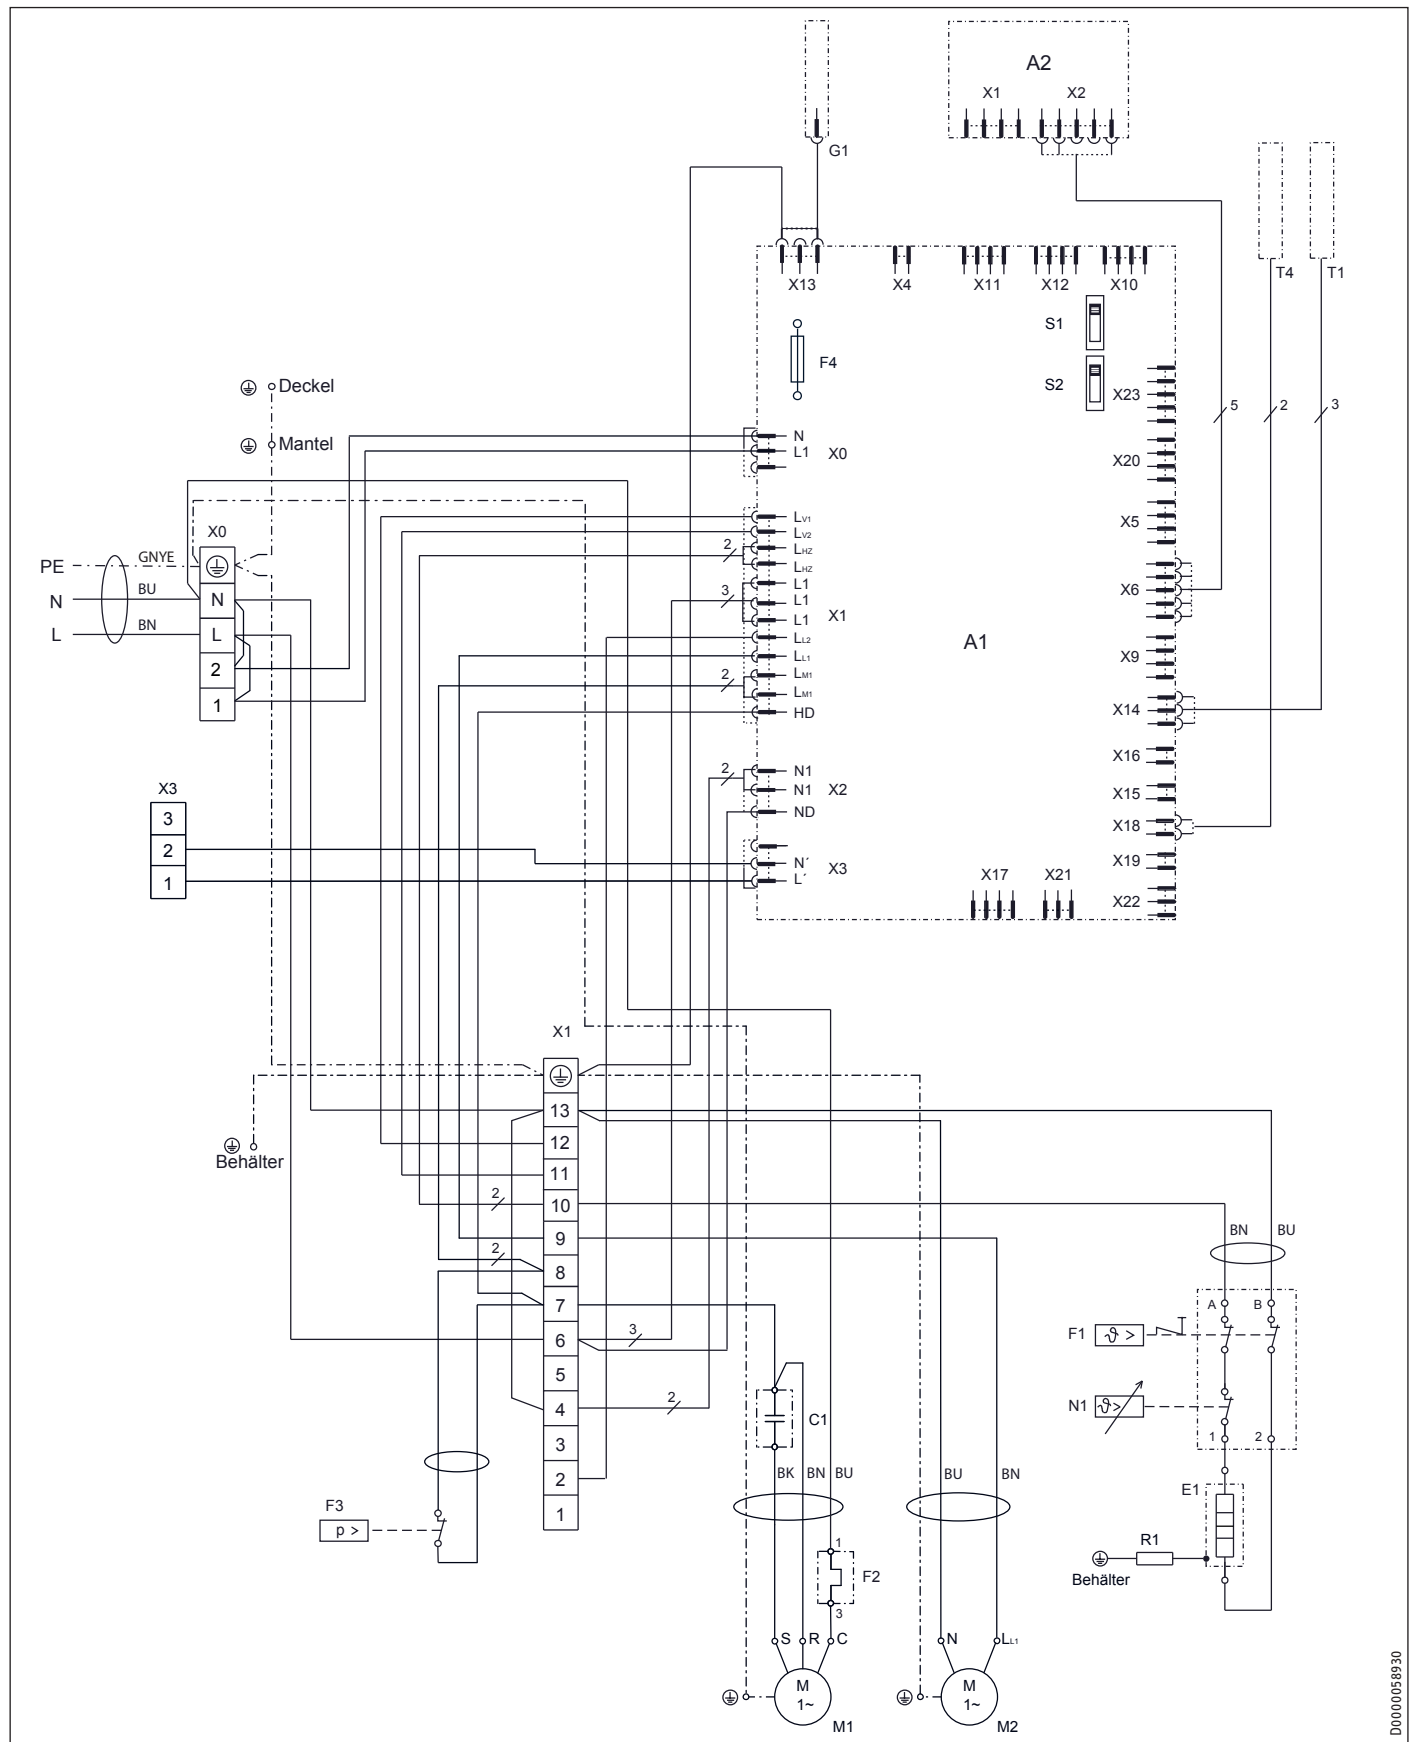 A2
X1 X2
G1
T4 T1
X13 X4 X11 X12 X10
S1
F4
S2
X23
5 2 3
Deckel
Mantel
N
L1 X0
X20
X0
LV1
LV2
LHZ
LHZ
L1
L1
L1
LL2
LL1
LM1
LM1
HD
X1
2
3
2
X5
PE GNYE
N BU N
L BN L
2
1
X6
A1
X9
X14
X16
X3
3
2
1
2
N1
N1 X2
ND
X15
X18
N´
L´ X3
X19
X17 X21
X22
X1
13
12
11
10
9
8
7
6
5
4
3
2
1
Behälter
2
2
3
2
BN BU
A B
F1 ϑ >
N1 ϑ>
1 2
C1
BK BN BU
BU BN
F3
p >
E1
R1
Behälter
1
F2
3
S R C
N LL1
M
1~
M1
M
1~
M2
D0000058930